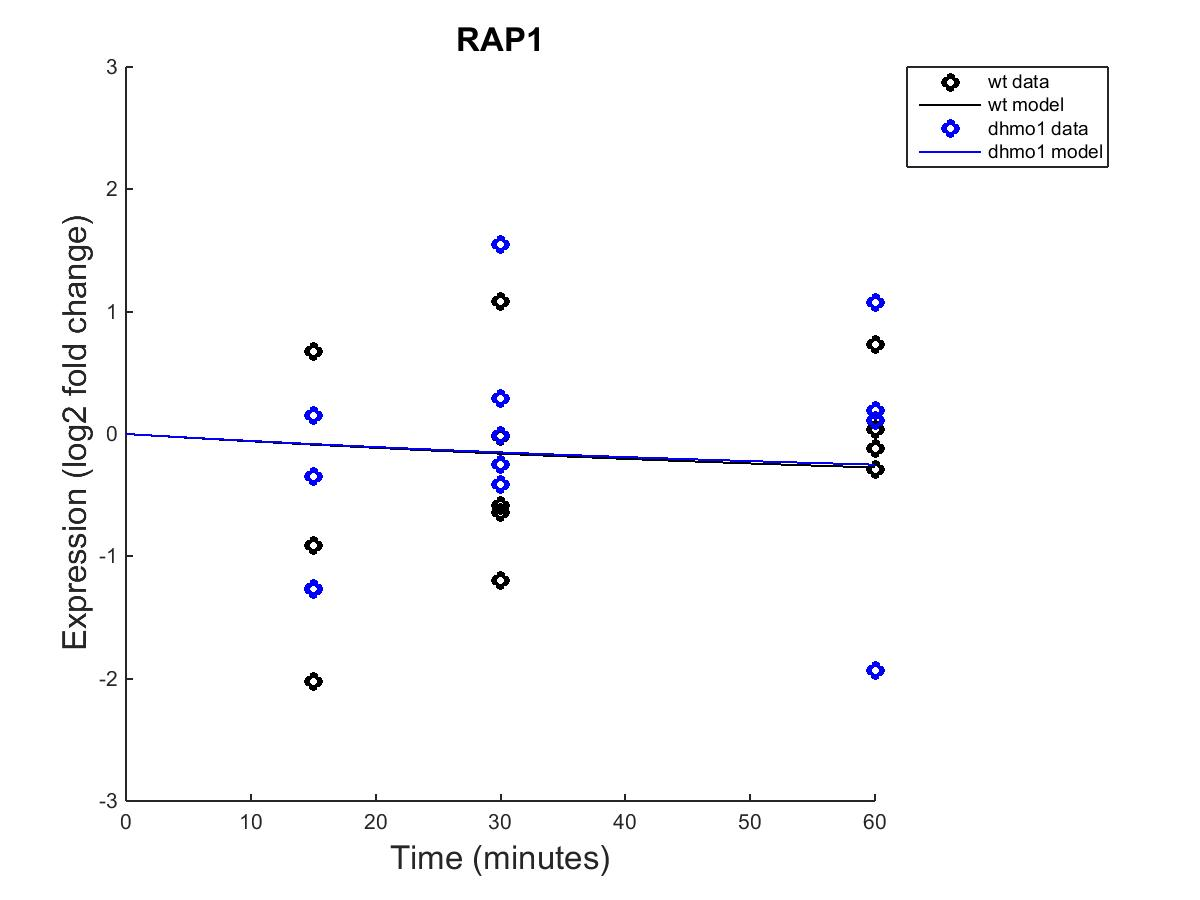 RAP1
3
2
1
0
-1
-2
-3
Expression (log2 fold change)
0
10
20
30
40
50
60
Time (minutes)
wt data
wt model
dhmo1 data
dhmo1 model